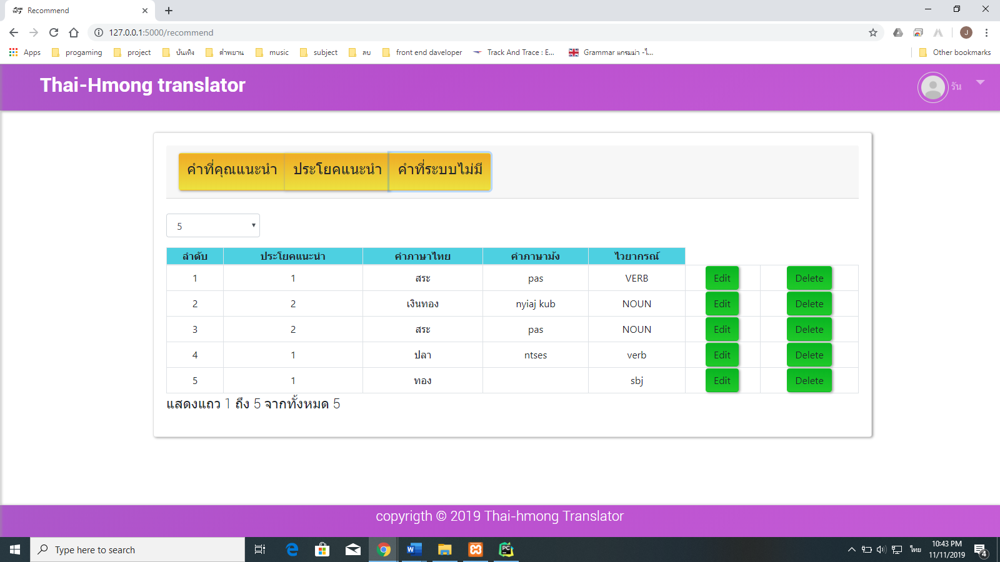 Recommend
127.0.0.1:5000/recommend
J
Apps progaming project บันเทิง คำพยาน music subject ลบ front end daveloper Track And Trace : E... Grammar แกรมม่า -ไ... Other bookmarks
Thai-Hmong translator
รัน
คำที่คุณแนะนำ ประโยคแนะนำ คำที่ระบบไม่มี
5
ลำดับ ประโยคแนะนำ คำภาษาไทย คำภาษาม้ง ไวยากรณ์
1 1 สระ pas VERB Edit Delete
2 2 เงินทอง nyiaj kub NOUN Edit Delete
3 2 สระ pas NOUN Edit Delete
4 1 ปลา ntses verb Edit Delete
5 1 ทอง sbj Edit Delete
แสดงแถว 1 ถึง 5 จากทั้งหมด 5
copyrigth © 2019 Thai-hmong Translator
Type here to search
ไทย
10:43 PM
11/11/2019
4